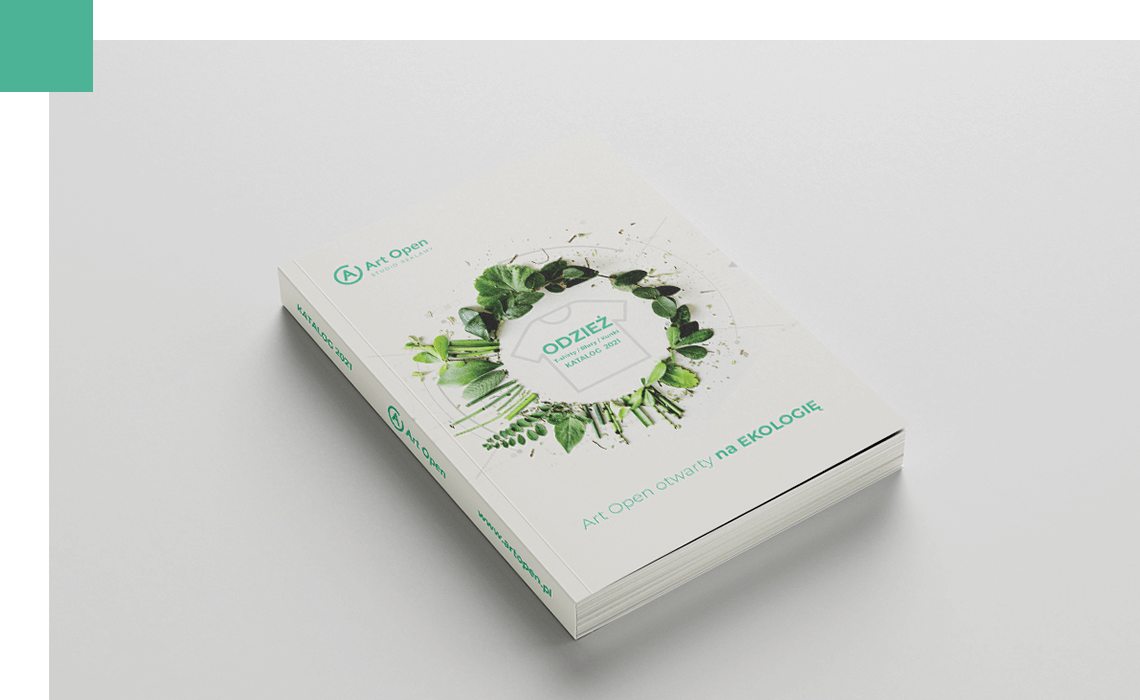 Art Open
STUDIO REKLAMY
ODZIEŻ
T-shirty / Bluzy / Kurtki
KATALOG 2021
Art Open otwarty na EKOLOGIĘ
KATALOG 2021
Art Open
www.artopen.pl